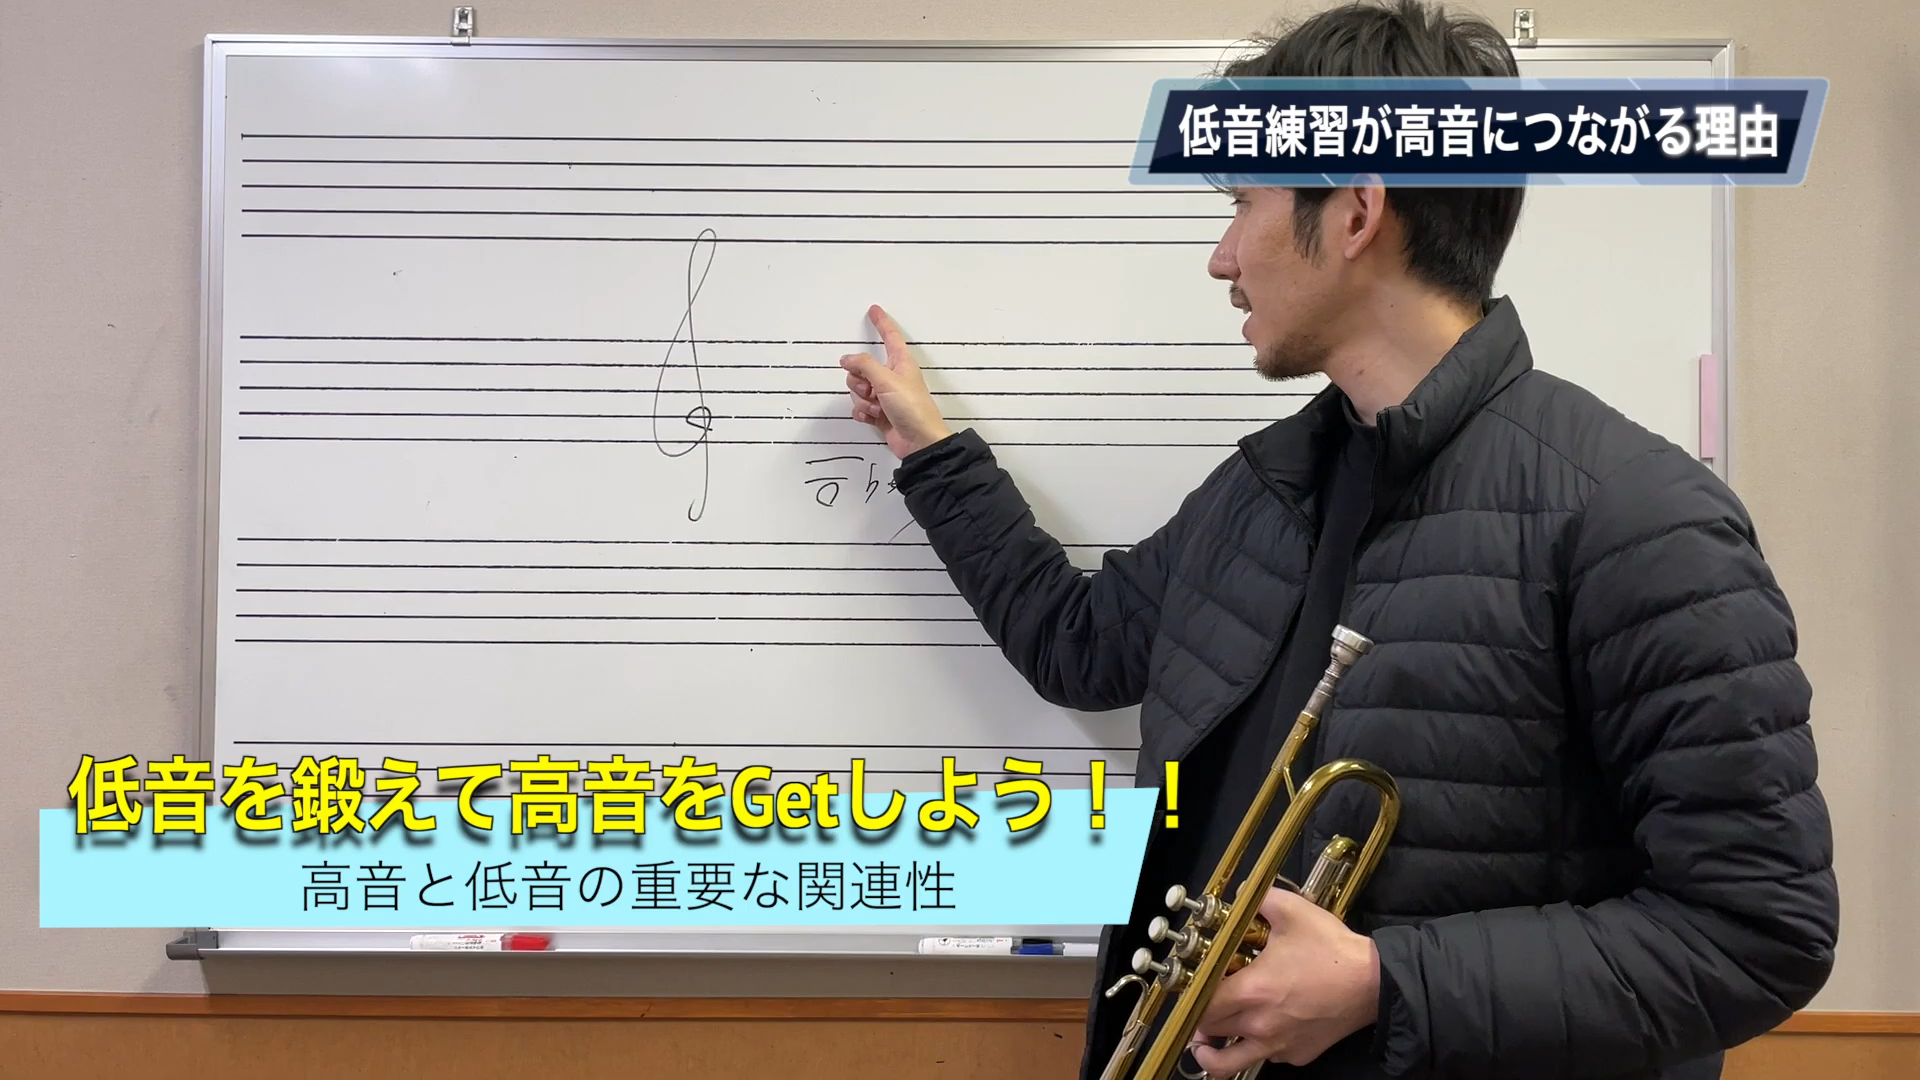 低音練習が高音につながる理由
低音を鍛えて高音をGetしよう！！
高音と低音の重要な関連性